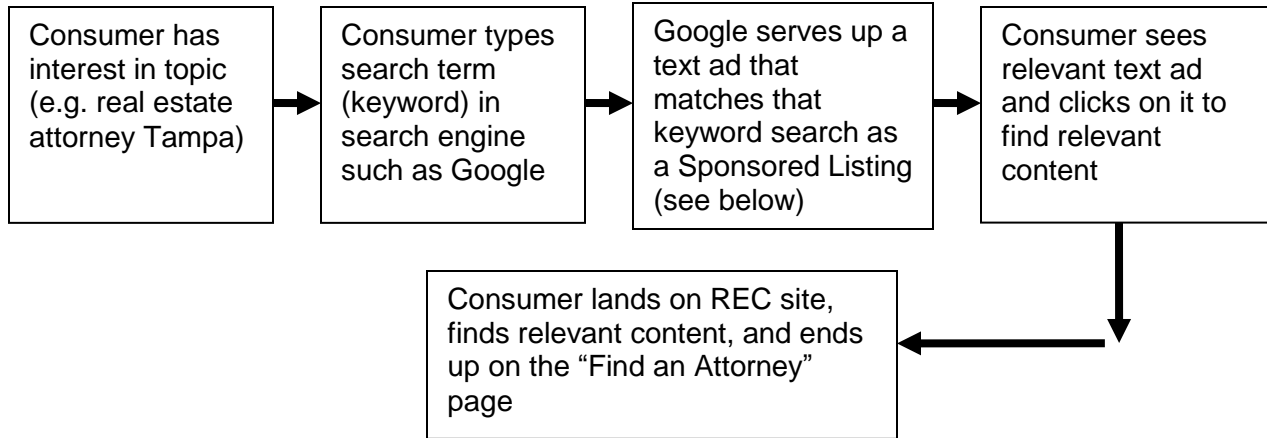 Consumer has
interest in topic
(e.g. real estate
attorney Tampa)
Consumer types
search term
(keyword) in
search engine
such as Google
Google serves up a
text ad that
matches that
keyword search as
a Sponsored Listing
(see below)
Consumer sees
relevant text ad
and clicks on it to
find relevant
content
Consumer lands on REC site,
finds relevant content, and ends
up on the “Find an Attorney”
page